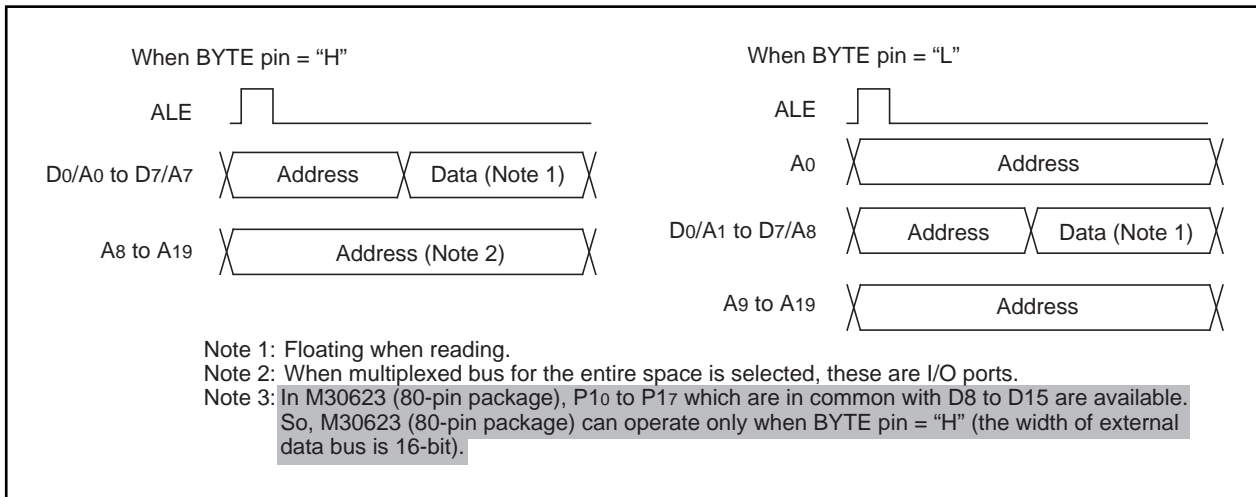 When BYTE pin = “H”
ALE
D0/A0 to D7/A7
Address
Data (Note 1)
A8 to A19
Address (Note 2)
When BYTE pin = “L”
ALE
A0
Address
D0/A1 to D7/A8
Address
Data (Note 1)
A9 to A19
Address
Note 1: Floating when reading.
Note 2: When multiplexed bus for the entire space is selected, these are I/O ports.
Note 3: In M30623 (80-pin package), P10 to P17 which are in common with D8 to D15 are available.
So, M30623 (80-pin package) can operate only when BYTE pin = “H” (the width of external
data bus is 16-bit).